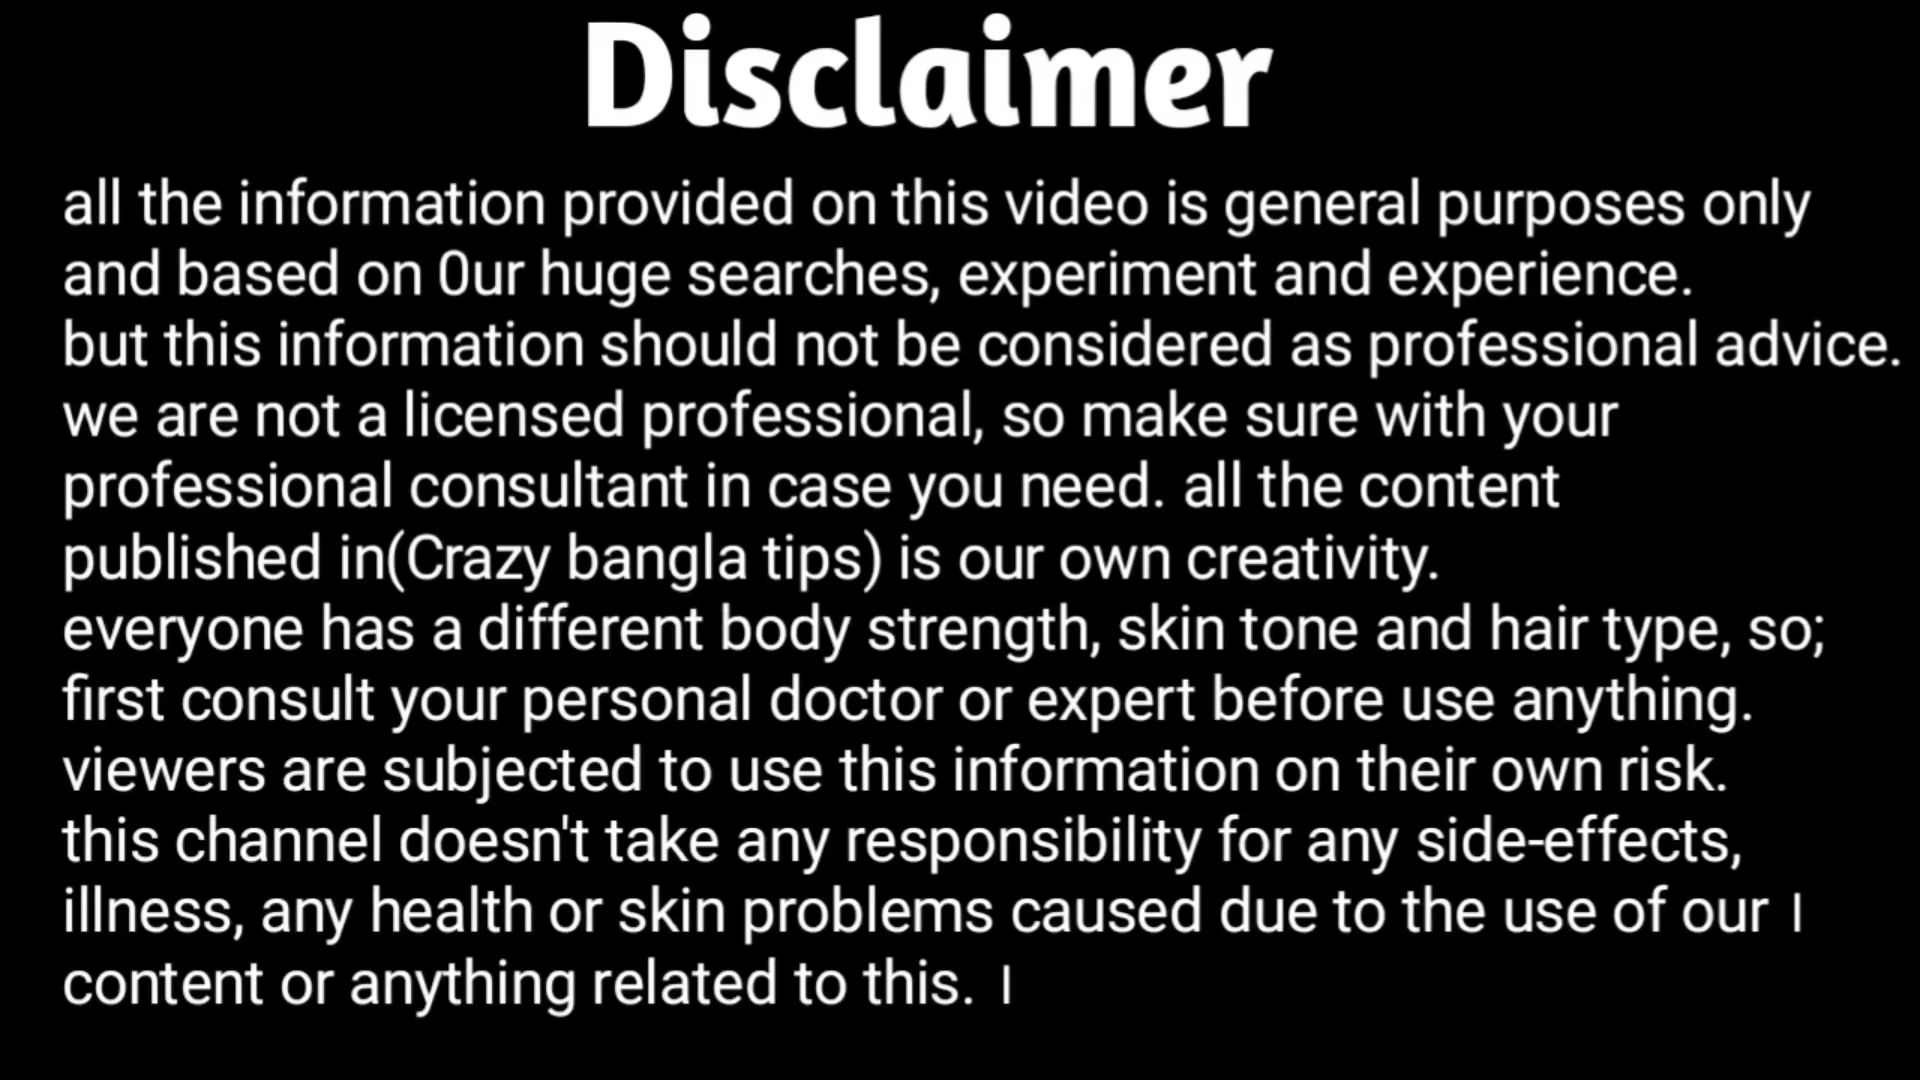 Disclaimer
all the information provided on this video is general purposes only
and based on 0ur huge searches, experiment and experience.
but this information should not be considered as professional advice.
we are not a licensed professional, so make sure with your
professional consultant in case you need. all the content
published in(Crazy bangla tips) is our own creativity.
everyone has a different body strength, skin tone and hair type, so;
first consult your personal doctor or expert before use anything.
viewers are subjected to use this information on their own risk.
this channel doesn't take any responsibility for any side-effects,
illness, any health or skin problems caused due to the use of our I
content or anything related to this. I